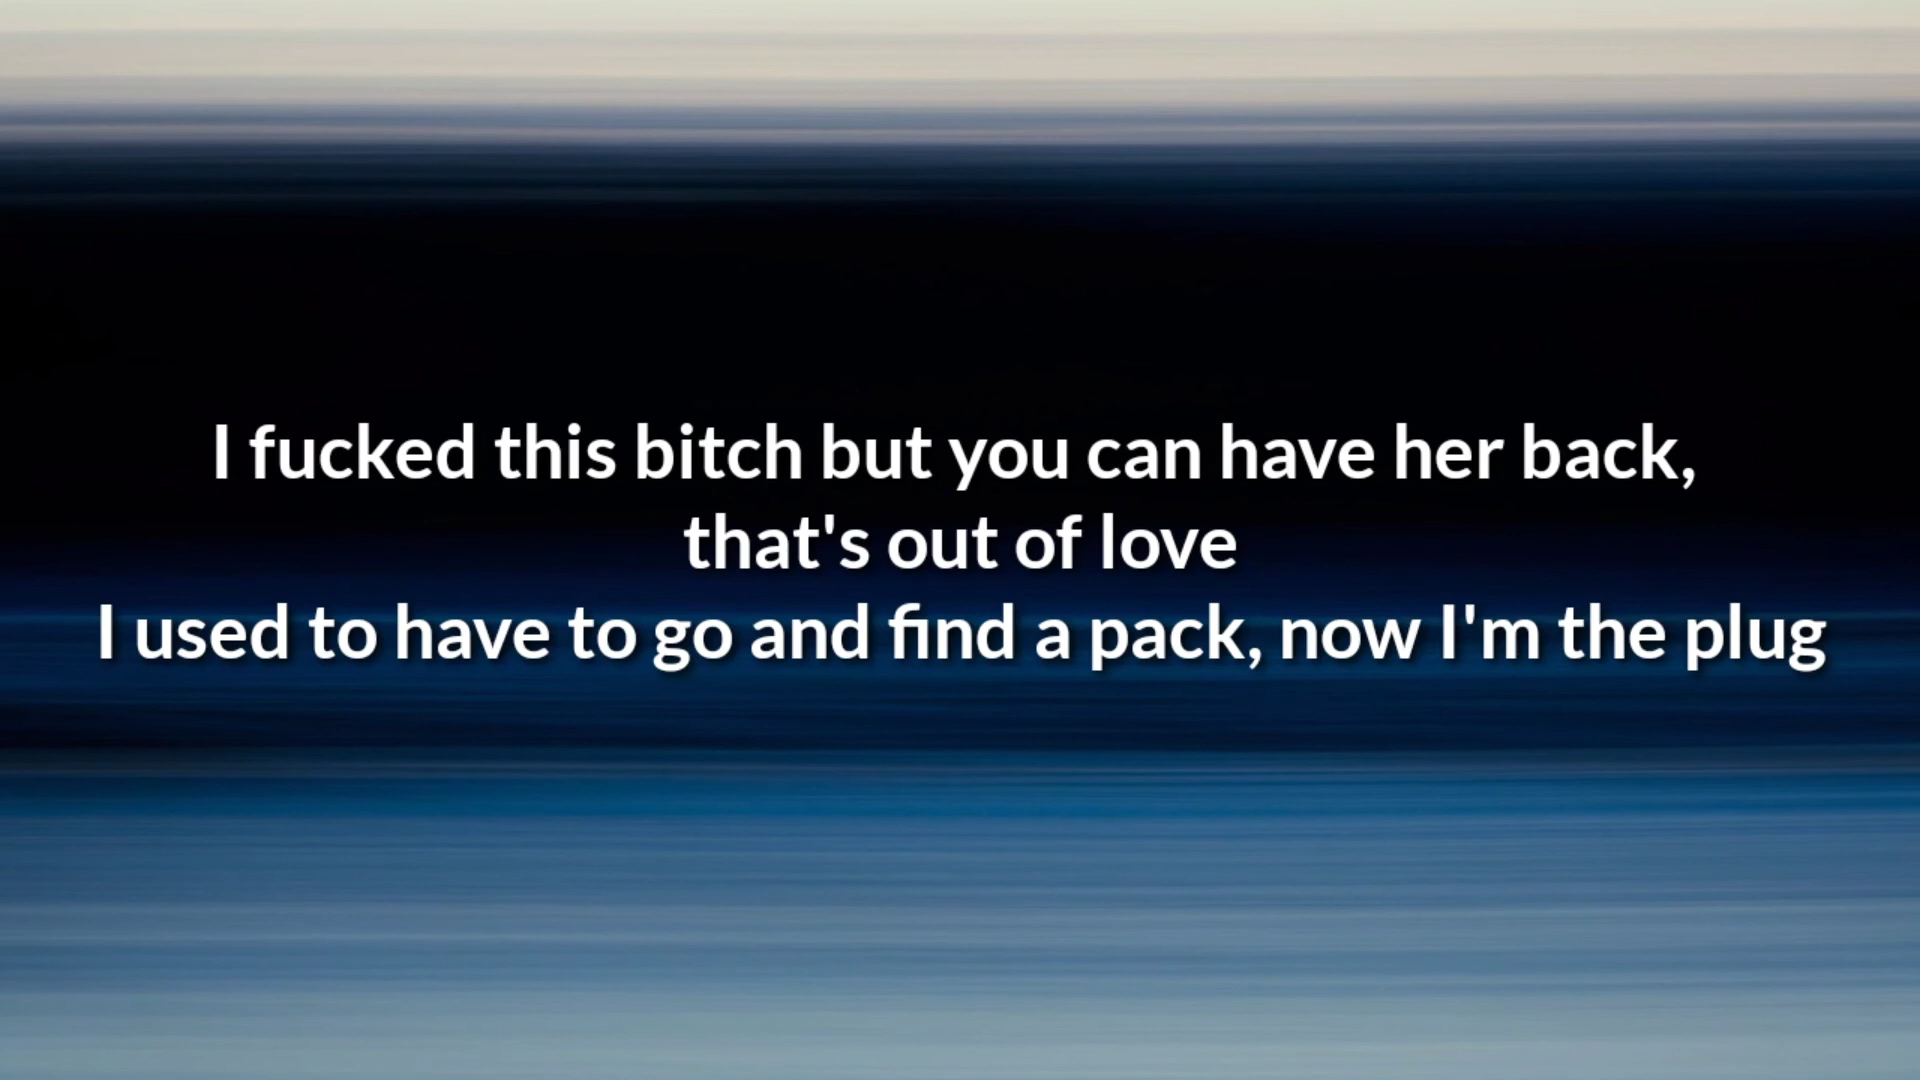 I fucked this bitch but you can have her back,
that's out of love
I used to have to go and find a pack, now I'm the plug